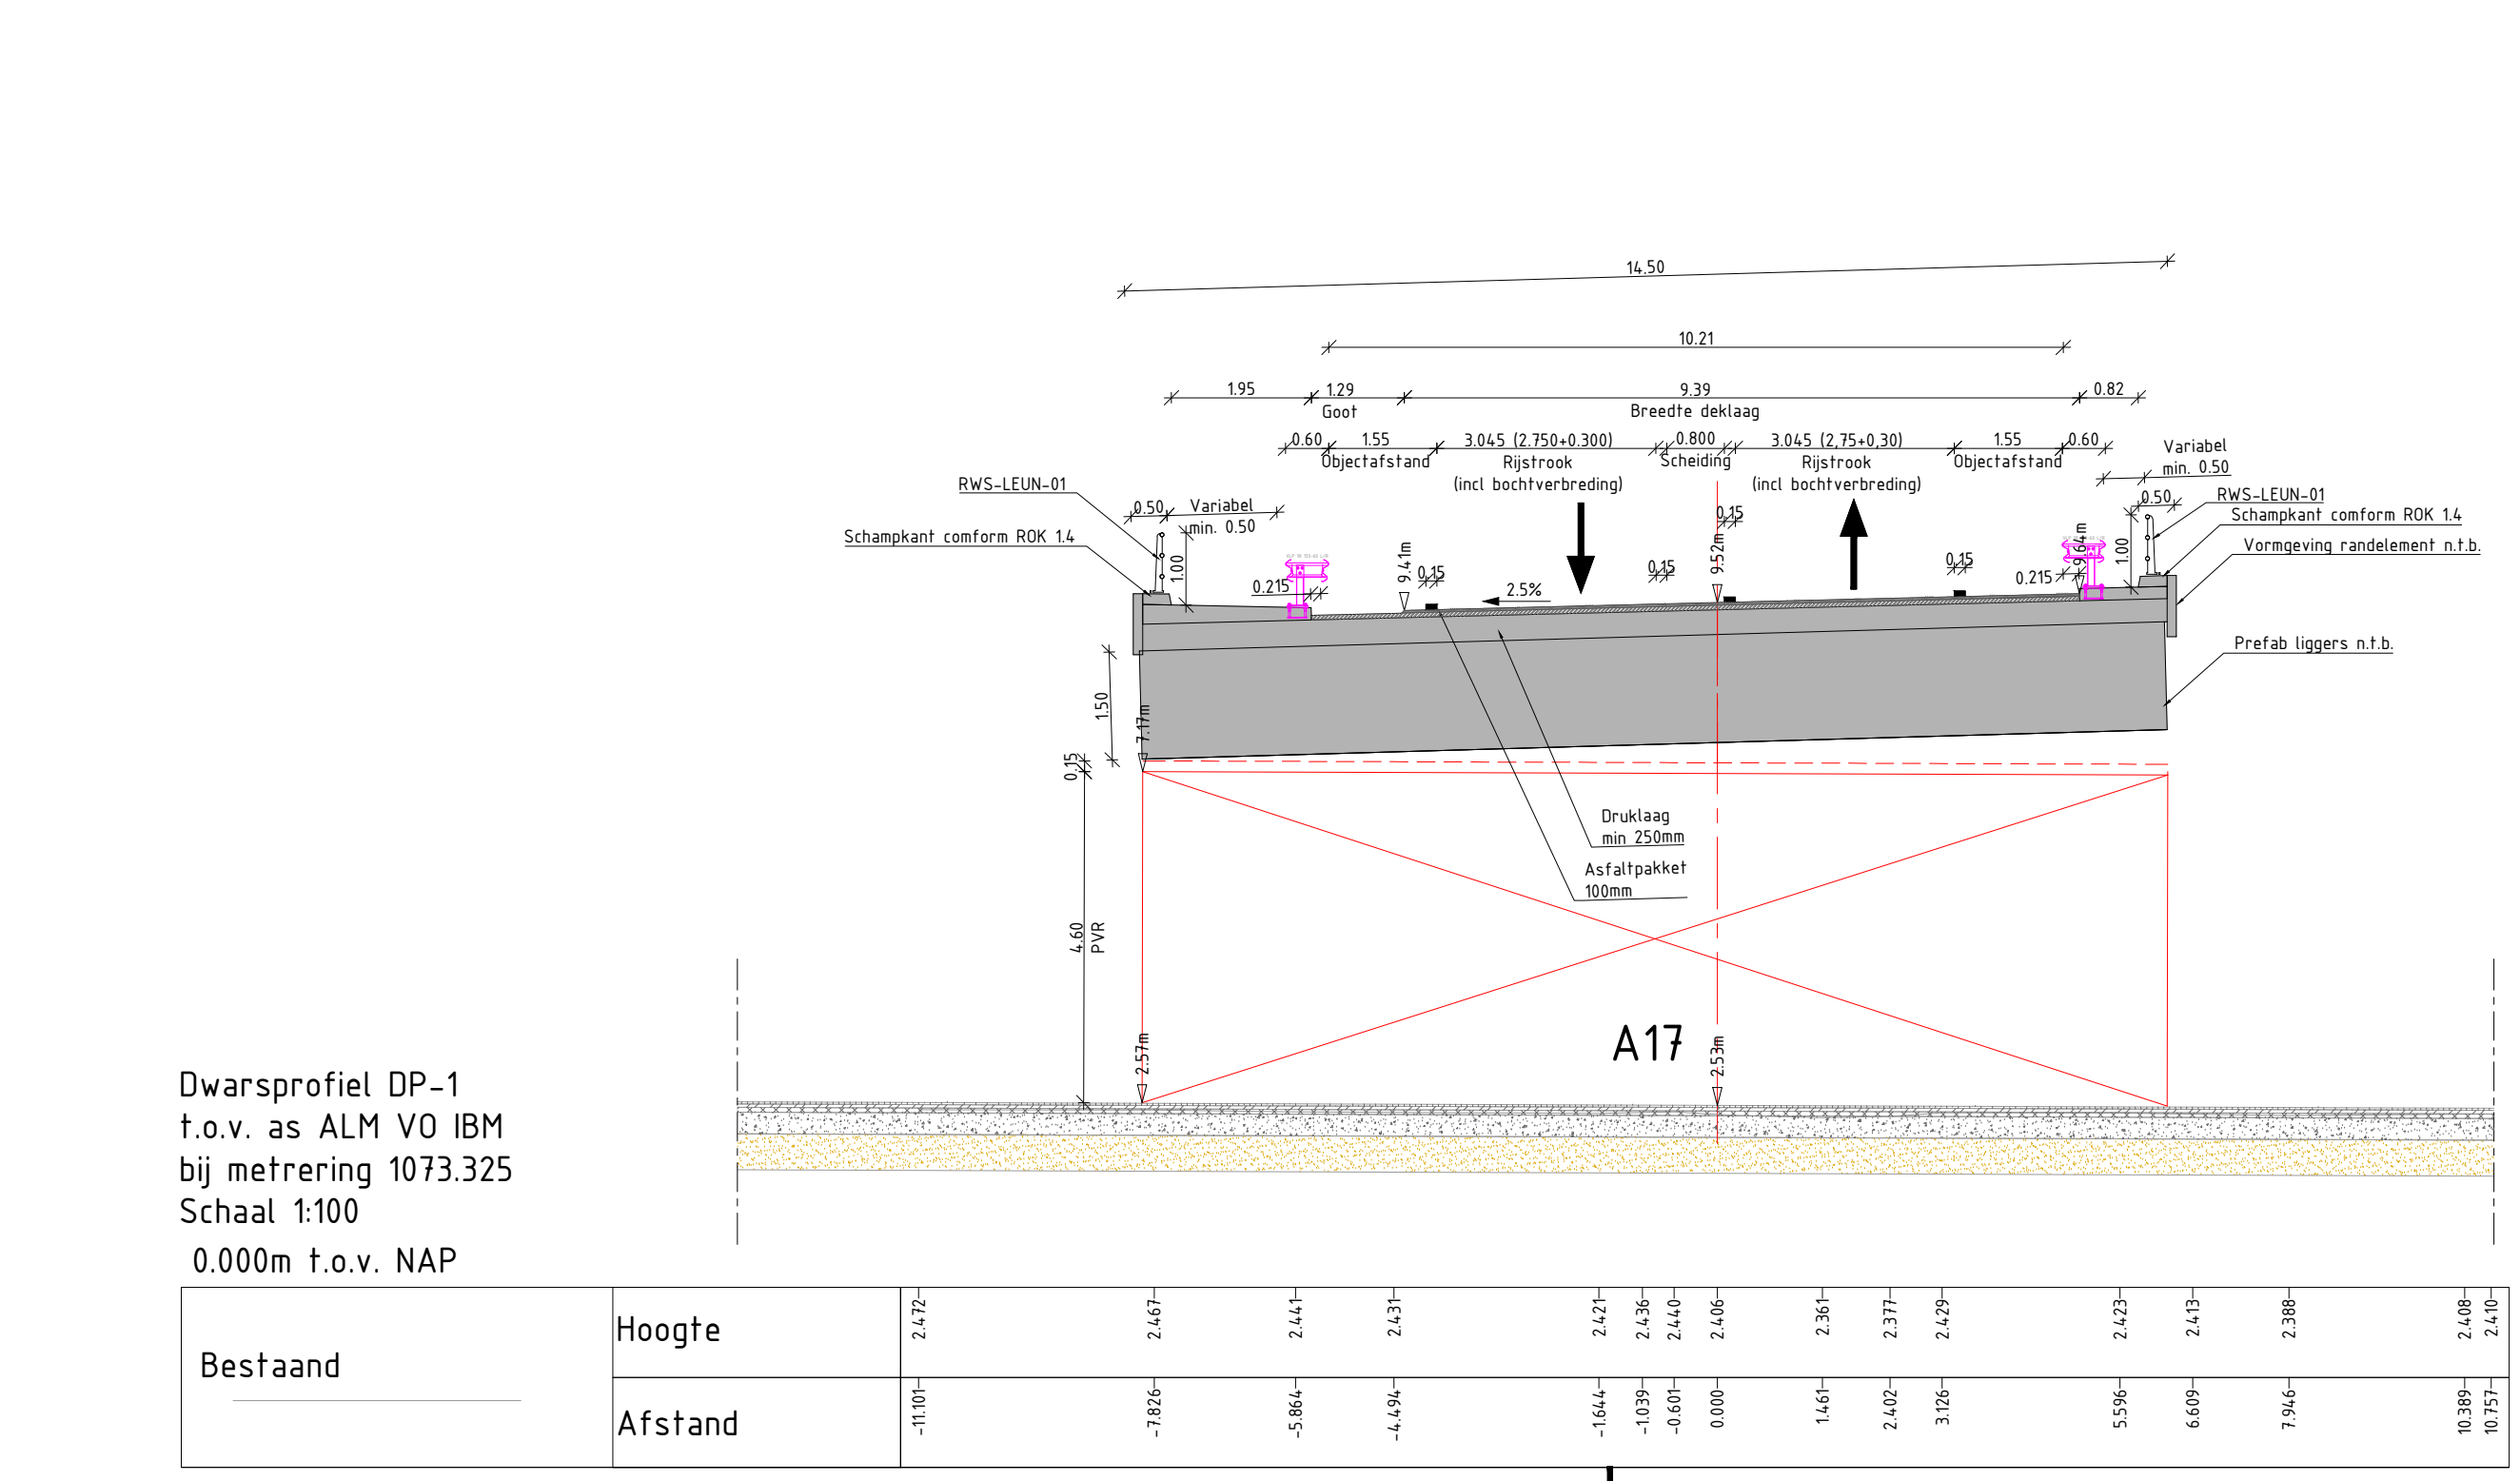 14.50
10.21
1.95
1.29
9.39
0.82
Goot
Breedte deklaag
0.60
1.55
3.045 (2.750+0.300)
0.800
3.045 (2,75+0,30)
1.55
0.60
Objectafstand
Rijstrook
(incl bochtverbreding)
Scheiding
Rijstrook
(incl bochtverbreding)
Objectafstand
Variabel
min. 0.50
RWS-LEUN-01
0.50
Variabel
min. 0.50
0.50
RWS-LEUN-01
Schampkant comform ROK 1.4
Schampkant comform ROK 1.4
Vormgeving randelement n.t.b.
1.00
0.215
9.41m
0.15
2.5%
0.15
0.15
9.52m
0.15
0.215
9.64m
1.00
Prefab liggers n.t.b.
1.50
7.17m
0.15
Druklaag
min 250mm
Asfaltpakket
100mm
4.60
PVR
A17
2.57m
2.53m
Dwarsprofiel DP-1
t.o.v. as ALM VO IBM
bij metrering 1073.325
Schaal 1:100
0.000m t.o.v. NAP
Bestaand
Hoogte
2.472
2.467
2.441
2.431
2.421
2.436
2.440
2.406
2.361
2.377
2.429
2.423
2.413
2.388
2.408
2.410
Afstand
-11.101
-7.826
-5.864
-4.494
-1.644
-1.039
-0.601
0.000
1.461
2.402
3.126
5.596
6.609
7.946
10.389
10.757